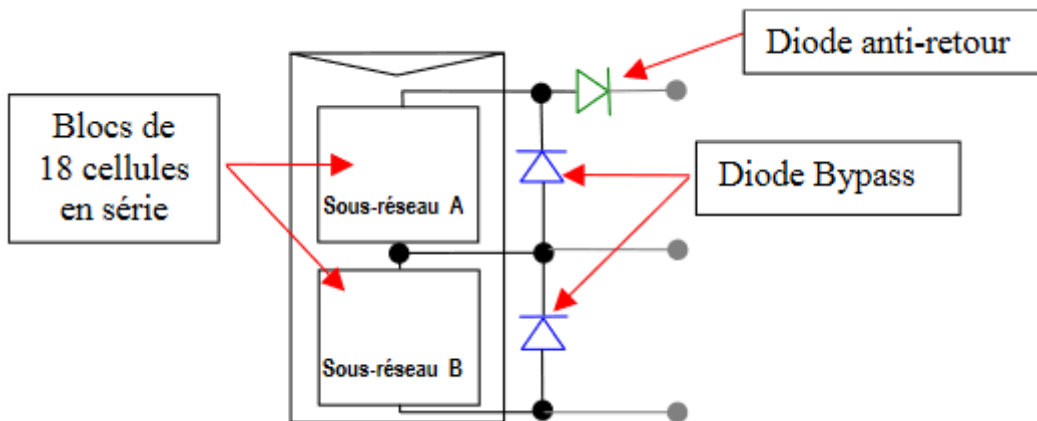 Diode anti-retour
Blocs de
18 cellules
en série
Diode Bypass
Sous-réseau A
Sous-réseau B